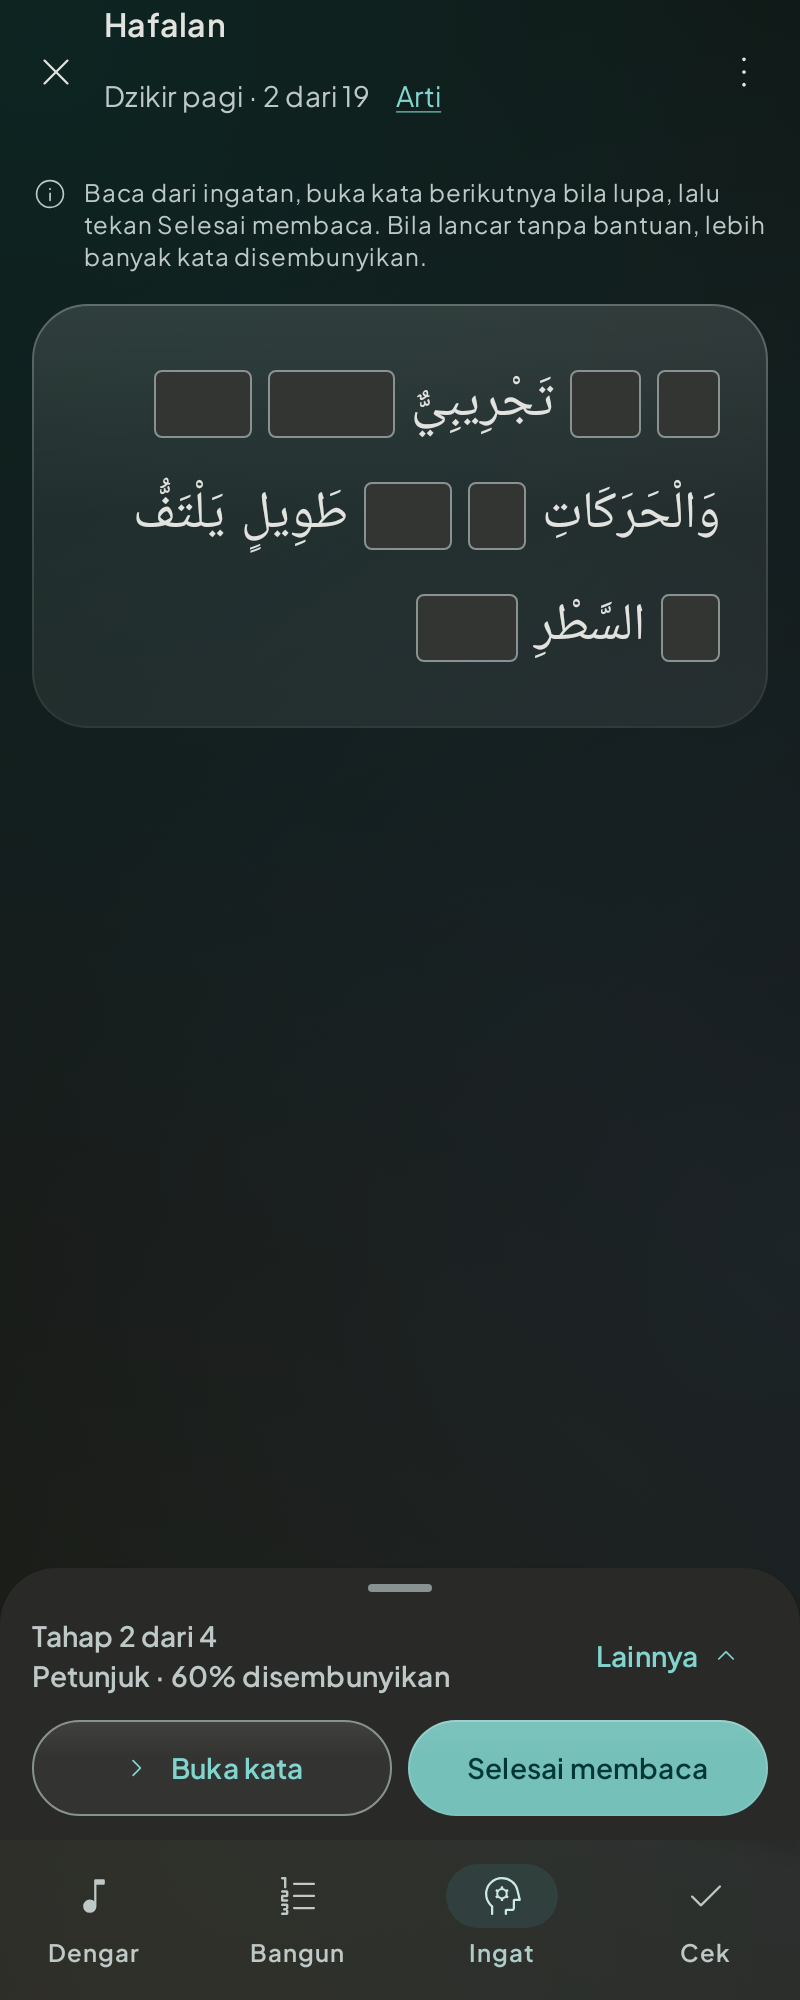 Hafalan
Dzikir pagi · 2 dari 19 Arti
Baca dari ingatan, buka kata berikutnya bila lupa, lalu
tekan Selesai membaca. Bila lancar tanpa bantuan, lebih
banyak kata disembunyikan.
تَجْرِيبِيٌّ
وَالْحَرَكَاتِ طَوِيلٍ يَلْتَفُّ
السَّطْرِ
Tahap 2 dari 4
Petunjuk · 60% disembunyikan
Lainnya
Buka kata
Selesai membaca
Dengar
Bangun
Ingat
Cek